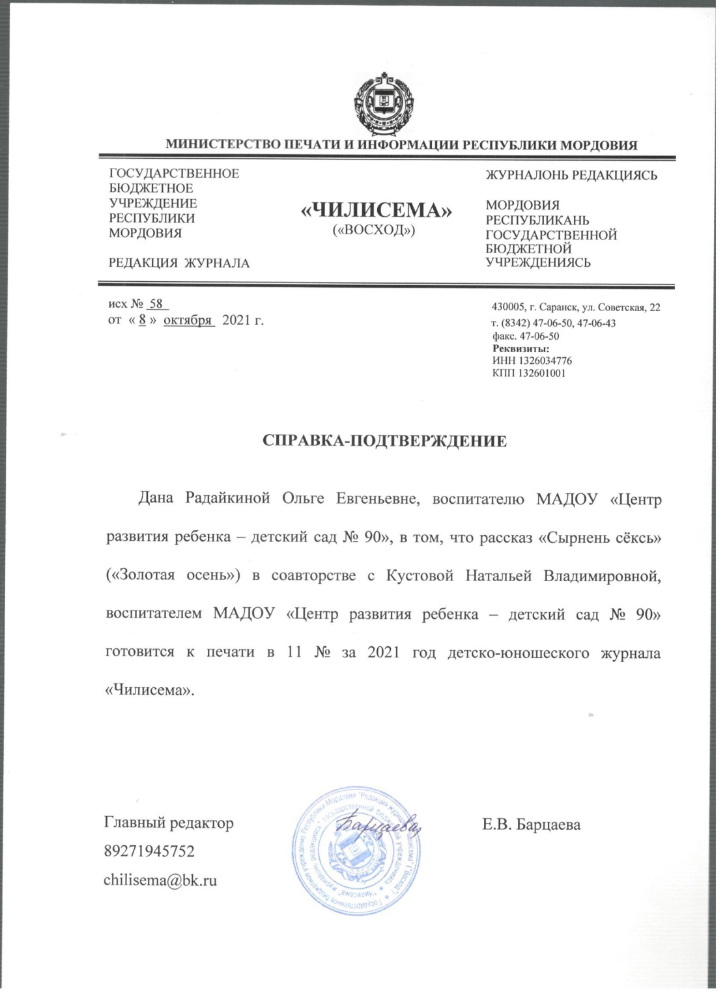 МИНИСТЕРСТВО ПЕЧАТИ И ИНФОРМАЦИИ РЕСПУБЛИКИ МОРДОВИЯ
ГОСУДАРСТВЕННОЕ
БЮДЖЕТНОЕ
УЧРЕЖДЕНИЕ
РЕСПУБЛИКИ
МОРДОВИЯ
РЕДАКЦИЯ ЖУРНАЛА
«ЧИЛИСЕМА»
(«ВОСХОД»)
ЖУРНАЛОНЬ РЕДАКЦИЯСЬ
МОРДОВИЯ
РЕСПУБЛИКАНЬ
ГОСУДАРСТВЕННОЙ
БЮДЖЕТНОЙ
УЧРЕЖДЕНИЯСЬ
исх № 58
от « 8 » октября 2021 г.
430005, г. Саранск, ул. Советская, 22
т. (8342) 47-06-50, 47-06-43
факс. 47-06-50
Реквизиты:
ИНН 1326034776
КПП 132601001
СПРАВКА-ПОДТВЕРЖДЕНИЕ
Дана Радайкиной Ольге Евгеньевне, воспитателю МАДОУ «Центр
развития ребенка – детский сад № 90», в том, что рассказ «Сырнень сёксь»
(«Золотая осень») в соавторстве с Кустовой Натальей Владимировной,
воспитателем МАДОУ «Центр развития ребенка – детский сад № 90»
готовится к печати в 11 № за 2021 год детско-юношеского журнала
«Чилисема».
Главный редактор
89271945752
chilisema@bk.ru
Барцаева
Е.В. Барцаева
Государственное бюджетное учреждение Республики Мордовия "Редакция журнала "Чилисема" ("Восход")
"Чилисема" журналонь редакциясь" государственной бюджетной учреждениясь